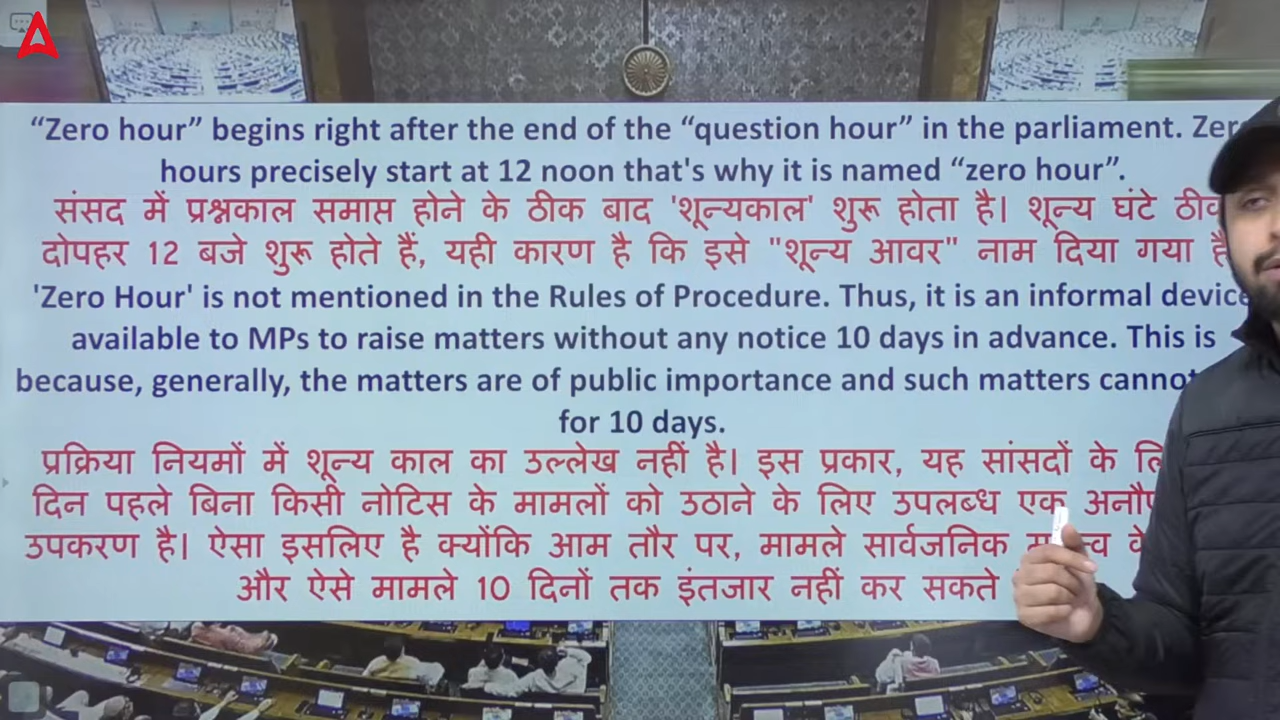 “Zero hour” begins right after the end of the “question hour” in the parliament. Zer
hours precisely start at 12 noon that's why it is named “zero hour”.
संसद में प्रश्नकाल समाप्त होने के ठीक बाद 'शून्यकाल' शुरू होता है। शून्य घंटे
दोपहर 12 बजे शुरू होते हैं, यही कारण है कि इसे "शून्य आवर" नाम दिया गया है
'Zero Hour' is not mentioned in the Rules of Procedure. Thus, it is an informal device
available to MPs to raise matters without any notice 10 days in advance. This is
because, generally, the matters are of public importance and such matters cannot
for 10 days.
प्रक्रिया नियमों में शून्य काल का उल्लेख नहीं है। इस प्रकार, यह सांसदों के
दिन पहले बिना किसी नोटिस के मामलों को उठाने के लिए उपलब्ध एक
उपकरण है। ऐसा इसलिए है क्योंकि आम तौर पर, मामले सार्वजनिक
और ऐसे मामले 10 दिनों तक इंतजार नहीं कर सकते